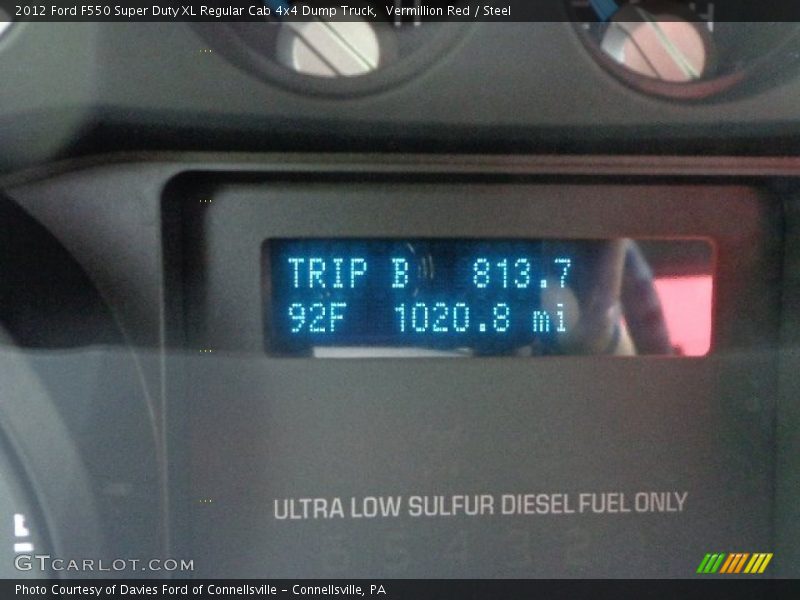 2012 Ford F550 Super Duty XL Regular Cab 4x4 Dump Truck, Vermillion Red / Steel
TRIP B 813.7
92F 1020.8 mi
ULTRA LOW SULFUR DIESEL FUEL ONLY
GTCARLOT.COM
Photo Courtesy of Davies Ford of Connellsville - Connellsville, PA